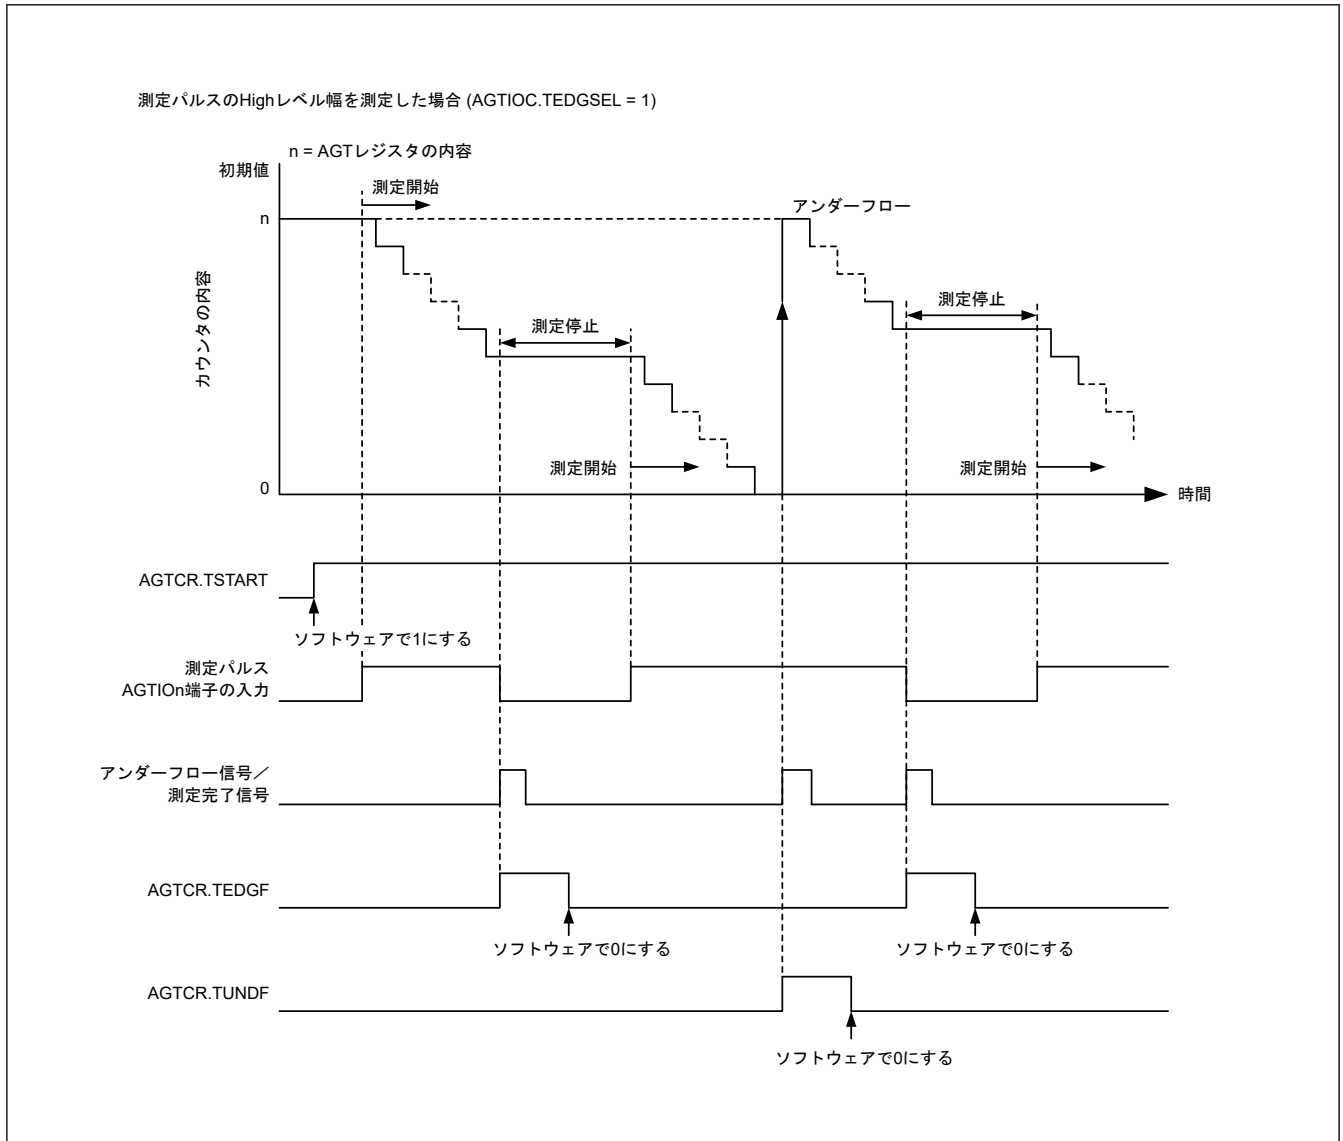 測定パルスのHighレベル幅を測定した場合 (AGTIOC.TEDGSEL = 1)
n = AGTレジスタの内容
初期値
測定開始
n
アンダーフロー
カウンタの内容
測定停止
測定停止
測定開始
測定開始
0
時間
AGTCR.TSTART
ソフトウェアで1にする
測定パルス
AGTIOn端子の入力
アンダーフロー信号／
測定完了信号
AGTCR.TEDGF
ソフトウェアで0にする
ソフトウェアで0にする
AGTCR.TUNDF
ソフトウェアで0にする